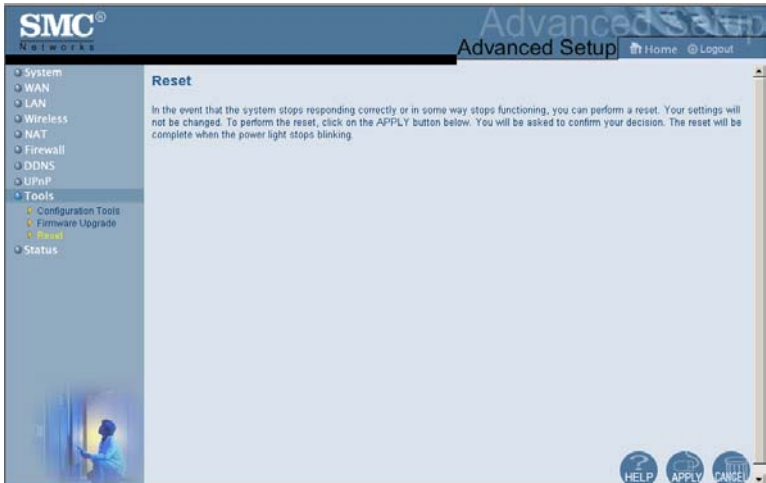 SMC®
Networks
Advanced Setup
Advanced Setup
Home
Logout
System
WAN
LAN
Wireless
NAT
Firewall
DDNS
UPnP
Tools
Configuration Tools
Firmware Upgrade
Reset
Status
Reset
In the event that the system stops responding correctly or in some way stops functioning, you can perform a reset. Your settings will
not be changed. To perform the reset, click on the APPLY button below. You will be asked to confirm your decision. The reset will be
complete when the power light stops blinking.
HELP
APPLY
CANCEL